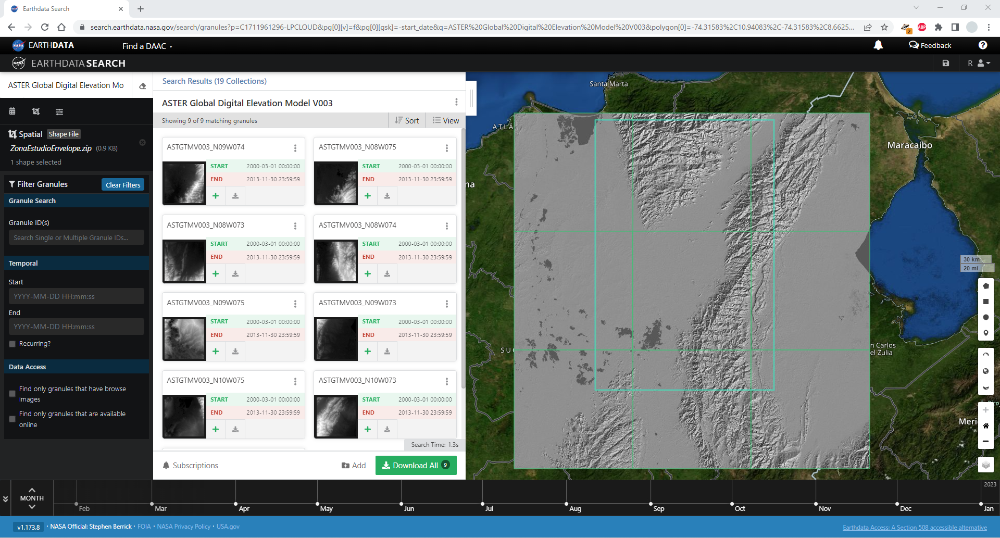 Earthdata Search
search.earthdata.nasa.gov/search/granules?p=C1711961296-LPCLOUD&pg[0][v]=f&pg[0][gsk]=-start_date&q=ASTER%20Global%20Digital%20Elevation%20Model%20V003&polygon[0]=-74.31583%2C10.94083%2C-74.31583%2C8.6625...
2
ABP
NASA
EARTHDATA
Find a DAAC
Feedback
?
NASA
EARTHDATA SEARCH
R
ASTER Global Digital Elevation Mo
Spatial
Shape File
ZonaEstudioEnvelope.zip (0.9 KB)
1 shape selected
Filter Granules
Clear Filters
Granule Search
Granule ID(s)
Search Single or Multiple Granule IDs...
Temporal
Start
YYYY-MM-DD HH:mm:ss
End
YYYY-MM-DD HH:mm:ss
Recurring?
Data Access
Find only granules that have browse
images
Find only granules that are available
online
Search Results (19 Collections)
ASTER Global Digital Elevation Model V003
Showing 9 of 9 matching granules
Sort
View
ASTGTMV003_N09W074
START 2000-03-01 00:00:00
END 2013-11-30 23:59:59
ASTGTMV003_N08W075
START 2000-03-01 00:00:00
END 2013-11-30 23:59:59
ASTGTMV003_N08W073
START 2000-03-01 00:00:00
END 2013-11-30 23:59:59
ASTGTMV003_N08W074
START 2000-03-01 00:00:00
END 2013-11-30 23:59:59
ASTGTMV003_N09W075
START 2000-03-01 00:00:00
END 2013-11-30 23:59:59
ASTGTMV003_N09W073
START 2000-03-01 00:00:00
END 2013-11-30 23:59:59
ASTGTMV003_N10W075
START 2000-03-01 00:00:00
END 2013-11-30 23:59:59
ASTGTMV003_N10W073
START 2000-03-01 00:00:00
END 2013-11-30 23:59:59
Search Time: 1.3s
Subscriptions
Add
Download All 9
Santa Marta
ATLÁ
Maracaibo
na
30 km
20 mi
SUC
n Carlos
el Zulia
Pico
Meri
MONTH
2023
Feb
Mar
Apr
May
Jun
Jul
Aug
Sep
Oct
Nov
Dec
Jan
v1.173.8 · NASA Official: Stephen Berrick · FOIA · NASA Privacy Policy · USA.gov
Earthdata Access: A Section 508 accessible alternative